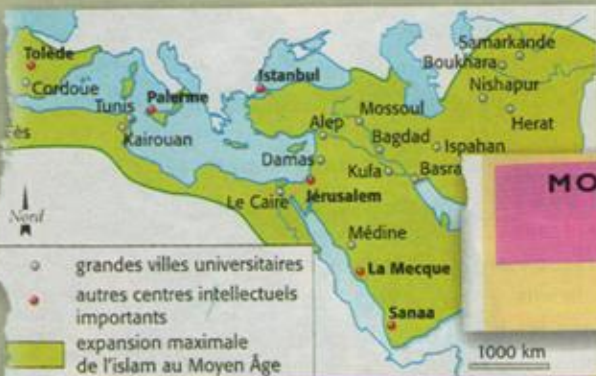 Samarkande
Boukhara
Tolède
Istanbul
Nishapur
Cordoue
Palerme
Tunis
Mossoul
Alep
Herat
Bagdad
Ispahan
Kairouan
Damas
Kufa
Basra
Jérusalem
Le Caire
MO
Nord
Médine
grandes villes universitaires
La Mecque
autres centres intellectuels
importants
Sanaa
expansion maximale
de l'islam au Moyen Âge
1000 km